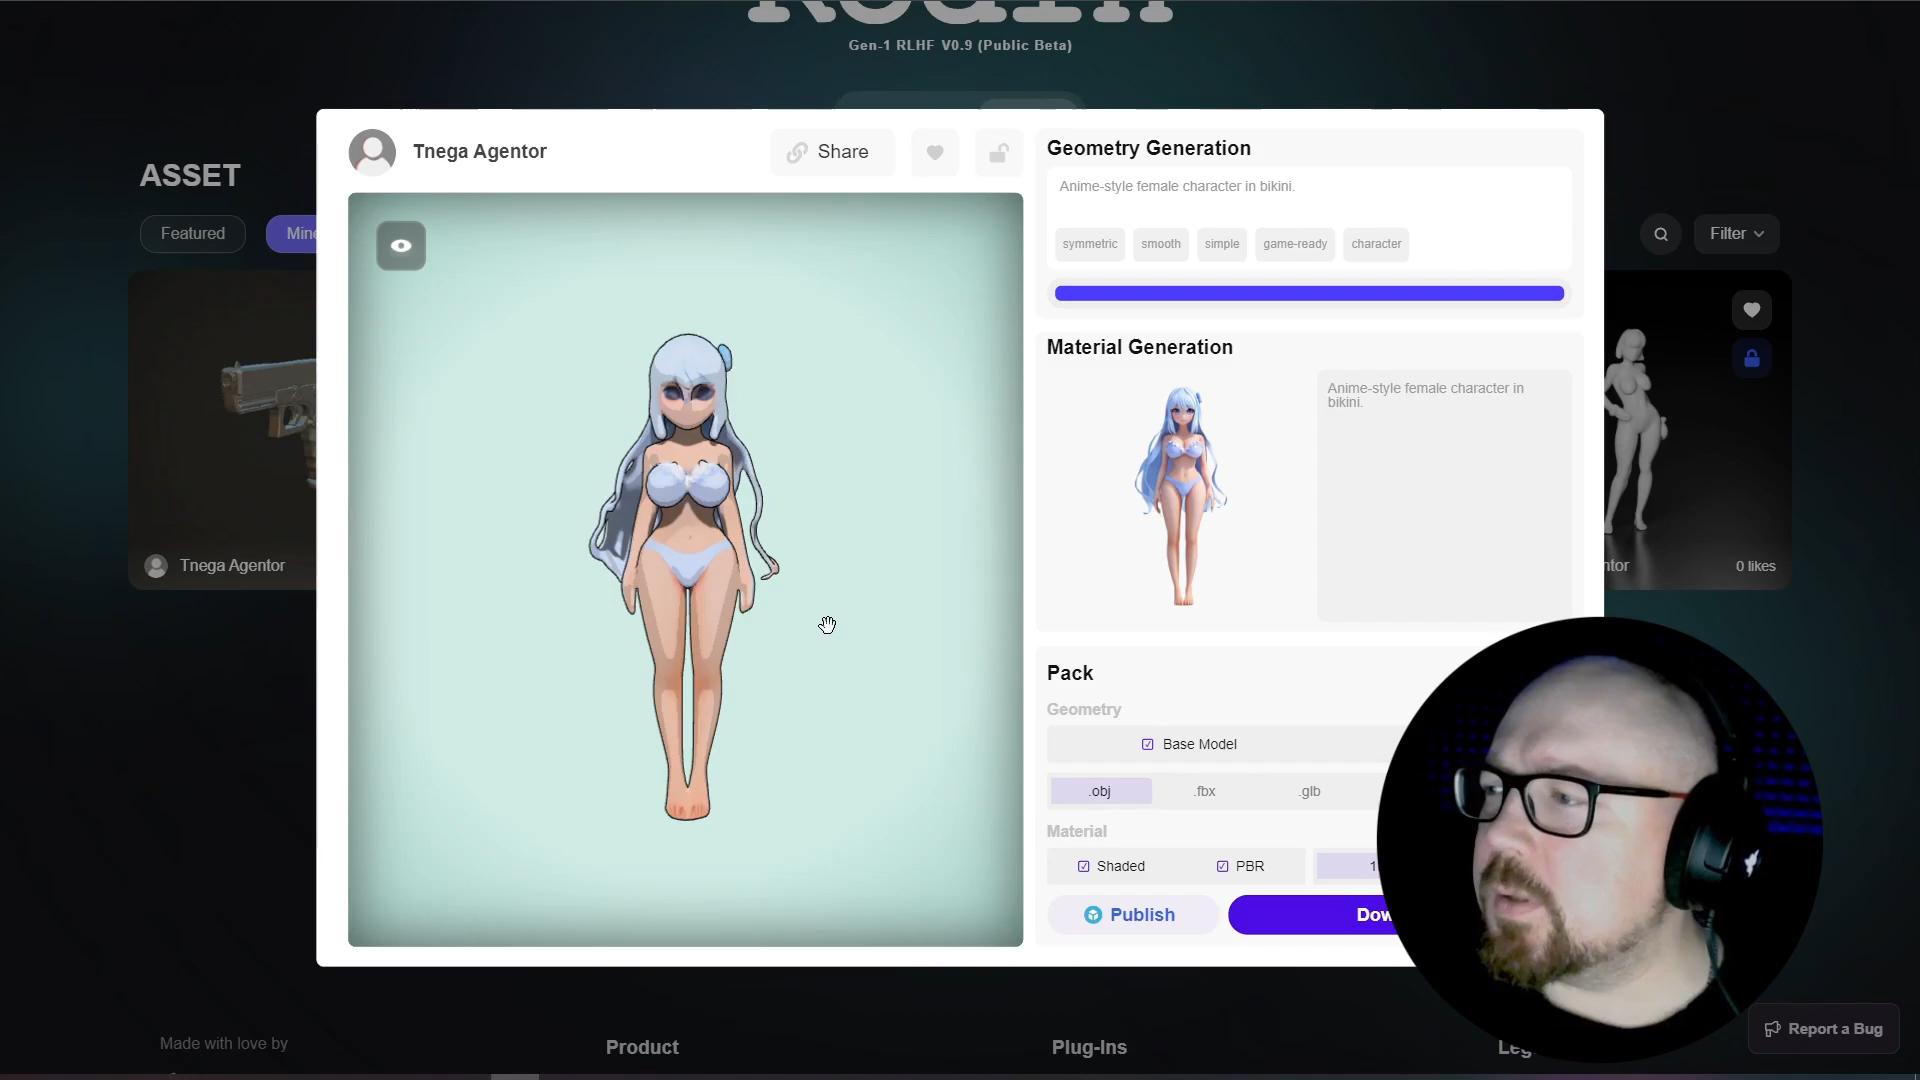 Rodin
Gen-1 RLHF V0.9 (Public Beta)
ASSET
Featured
Mine
Filter
Tnega Agentor
Share
Geometry Generation
Anime-style female character in bikini.
symmetric
smooth
simple
game-ready
character
Material Generation
Anime-style female character in
bikini.
Tnega Agentor
0 likes
Pack
Geometry
Base Model
.obj
.fbx
.glb
Material
Shaded
PBR
Publish
Made with love by
Product
Plug-Ins
Report a Bug